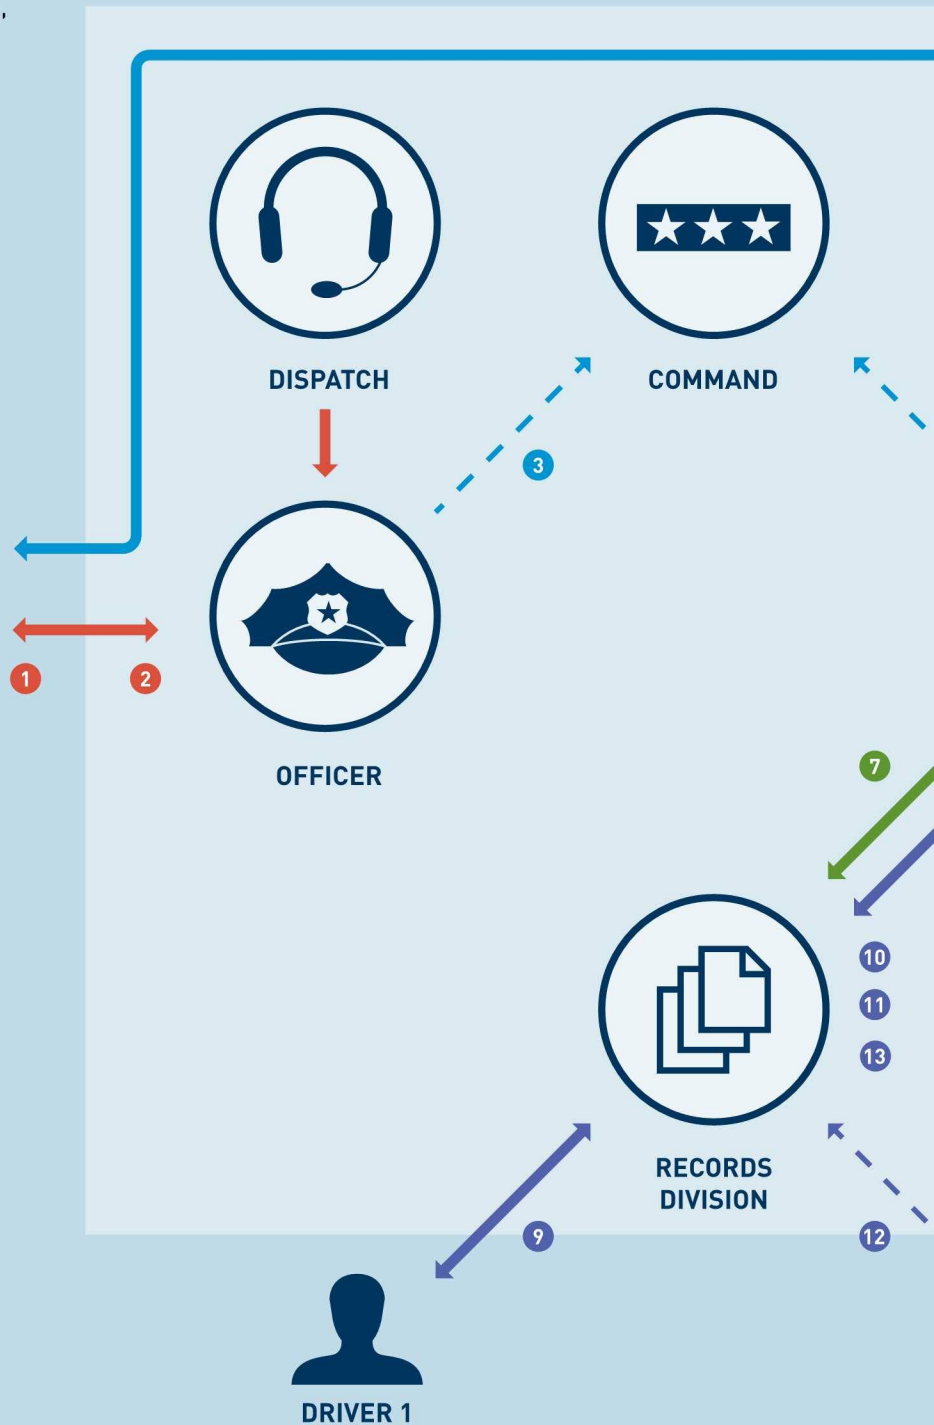 ,
DISPATCH
COMMAND
3
1
2
OFFICER
7
10
11
13
RECORDS
DIVISION
9
12
DRIVER 1